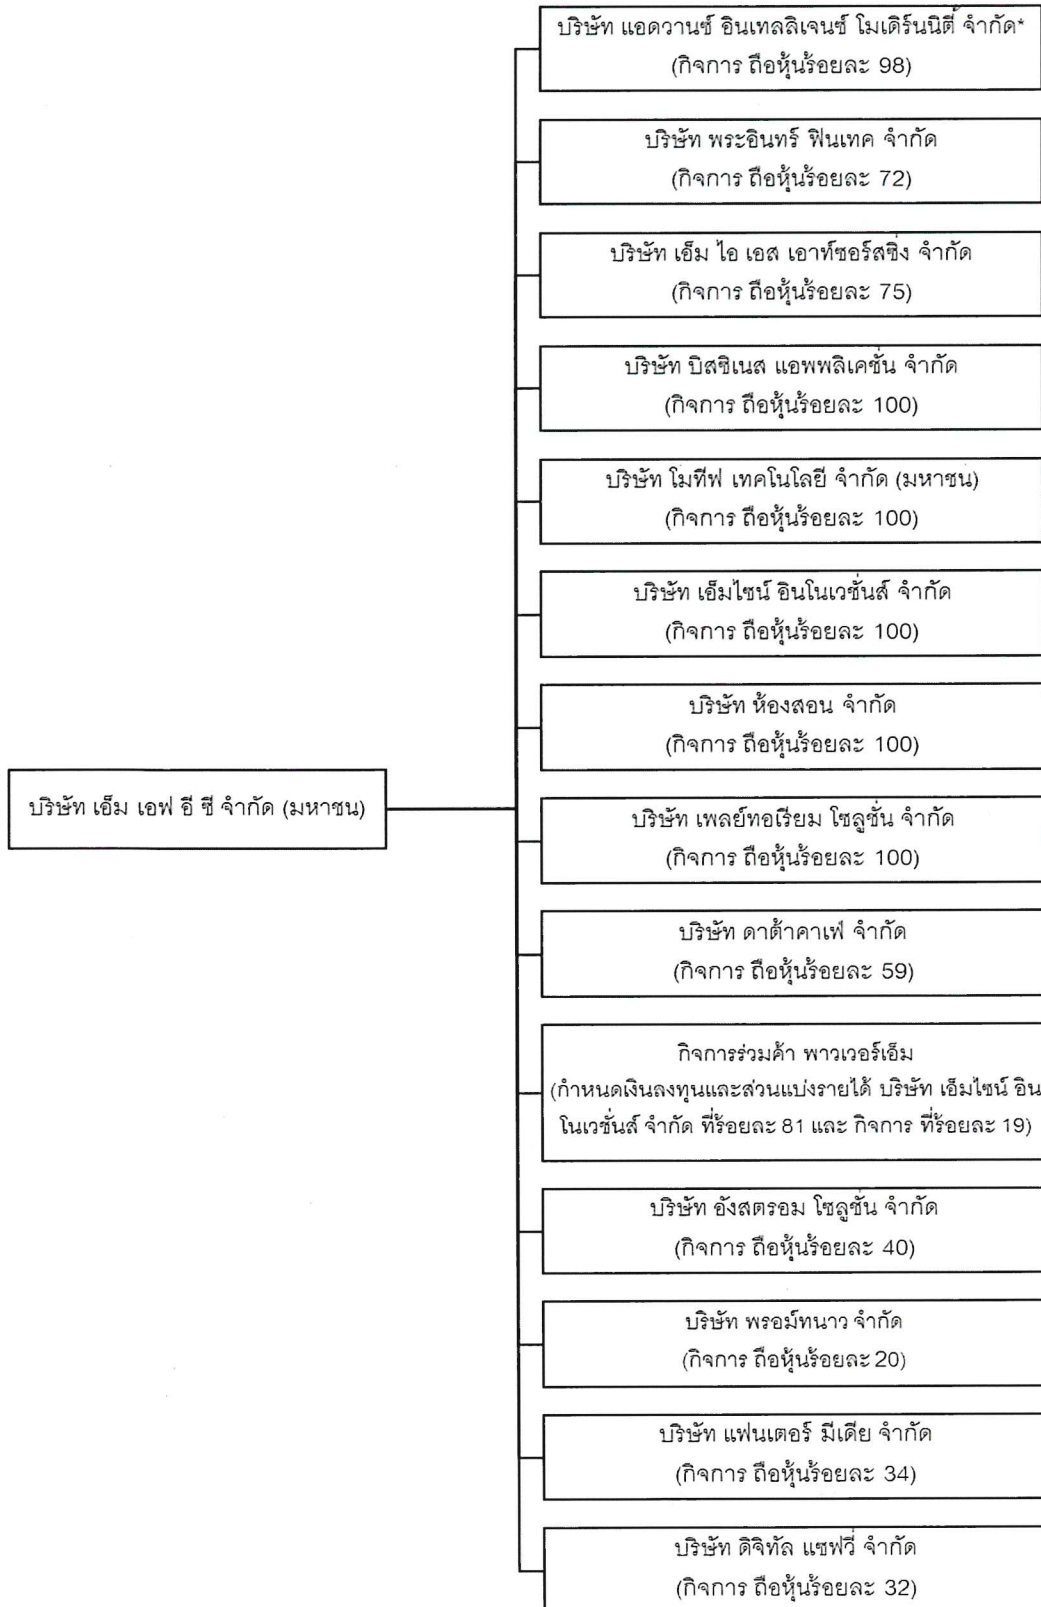 บริษัท แอดวานซ์ อินเทลลิเจนซ์ โมเดิร์นนิตี้ จำกัด*
(กิจการ ถือหุ้นร้อยละ 98)
บริษัท พระอินทร์ ฟินเทค จำกัด
(กิจการ ถือหุ้นร้อยละ 72)
บริษัท เอ็ม ไอ เอส เอาท์ซอร์สซิ่ง จำกัด
(กิจการ ถือหุ้นร้อยละ 75)
บริษัท บิสซิเนส แอพพลิเคชั่น จำกัด
(กิจการ ถือหุ้นร้อยละ 100)
บริษัท โมทีฟ เทคโนโลยี จำกัด (มหาชน)
(กิจการ ถือหุ้นร้อยละ 100)
บริษัท เอ็มไซน์ อินโนเวชั่นส์ จำกัด
(กิจการ ถือหุ้นร้อยละ 100)
บริษัท ห้องสอน จำกัด
(กิจการ ถือหุ้นร้อยละ 100)
บริษัท เอ็ม เอฟ อี ซี จำกัด (มหาชน)
บริษัท เพลย์ทอเรียม โซลูชั่น จำกัด
(กิจการ ถือหุ้นร้อยละ 100)
บริษัท ดาต้าคาเฟ่ จำกัด
(กิจการ ถือหุ้นร้อยละ 59)
กิจการร่วมค้า พาวเวอร์เอ็ม
(กำหนดเงินลงทุนและส่วนแบ่งรายได้ บริษัท เอ็มไซน์ อิน
โนเวชั่นส์ จำกัด ที่ร้อยละ 81 และ กิจการ ที่ร้อยละ 19)
บริษัท อังสตรอม โซลูชั่น จำกัด
(กิจการ ถือหุ้นร้อยละ 40)
บริษัท พรอม์ทนาว จำกัด
(กิจการ ถือหุ้นร้อยละ 20)
บริษัท แฟนเตอร์ มีเดีย จำกัด
(กิจการ ถือหุ้นร้อยละ 34)
บริษัท ดิจิทัล แซฟวี่ จำกัด
(กิจการ ถือหุ้นร้อยละ 32)